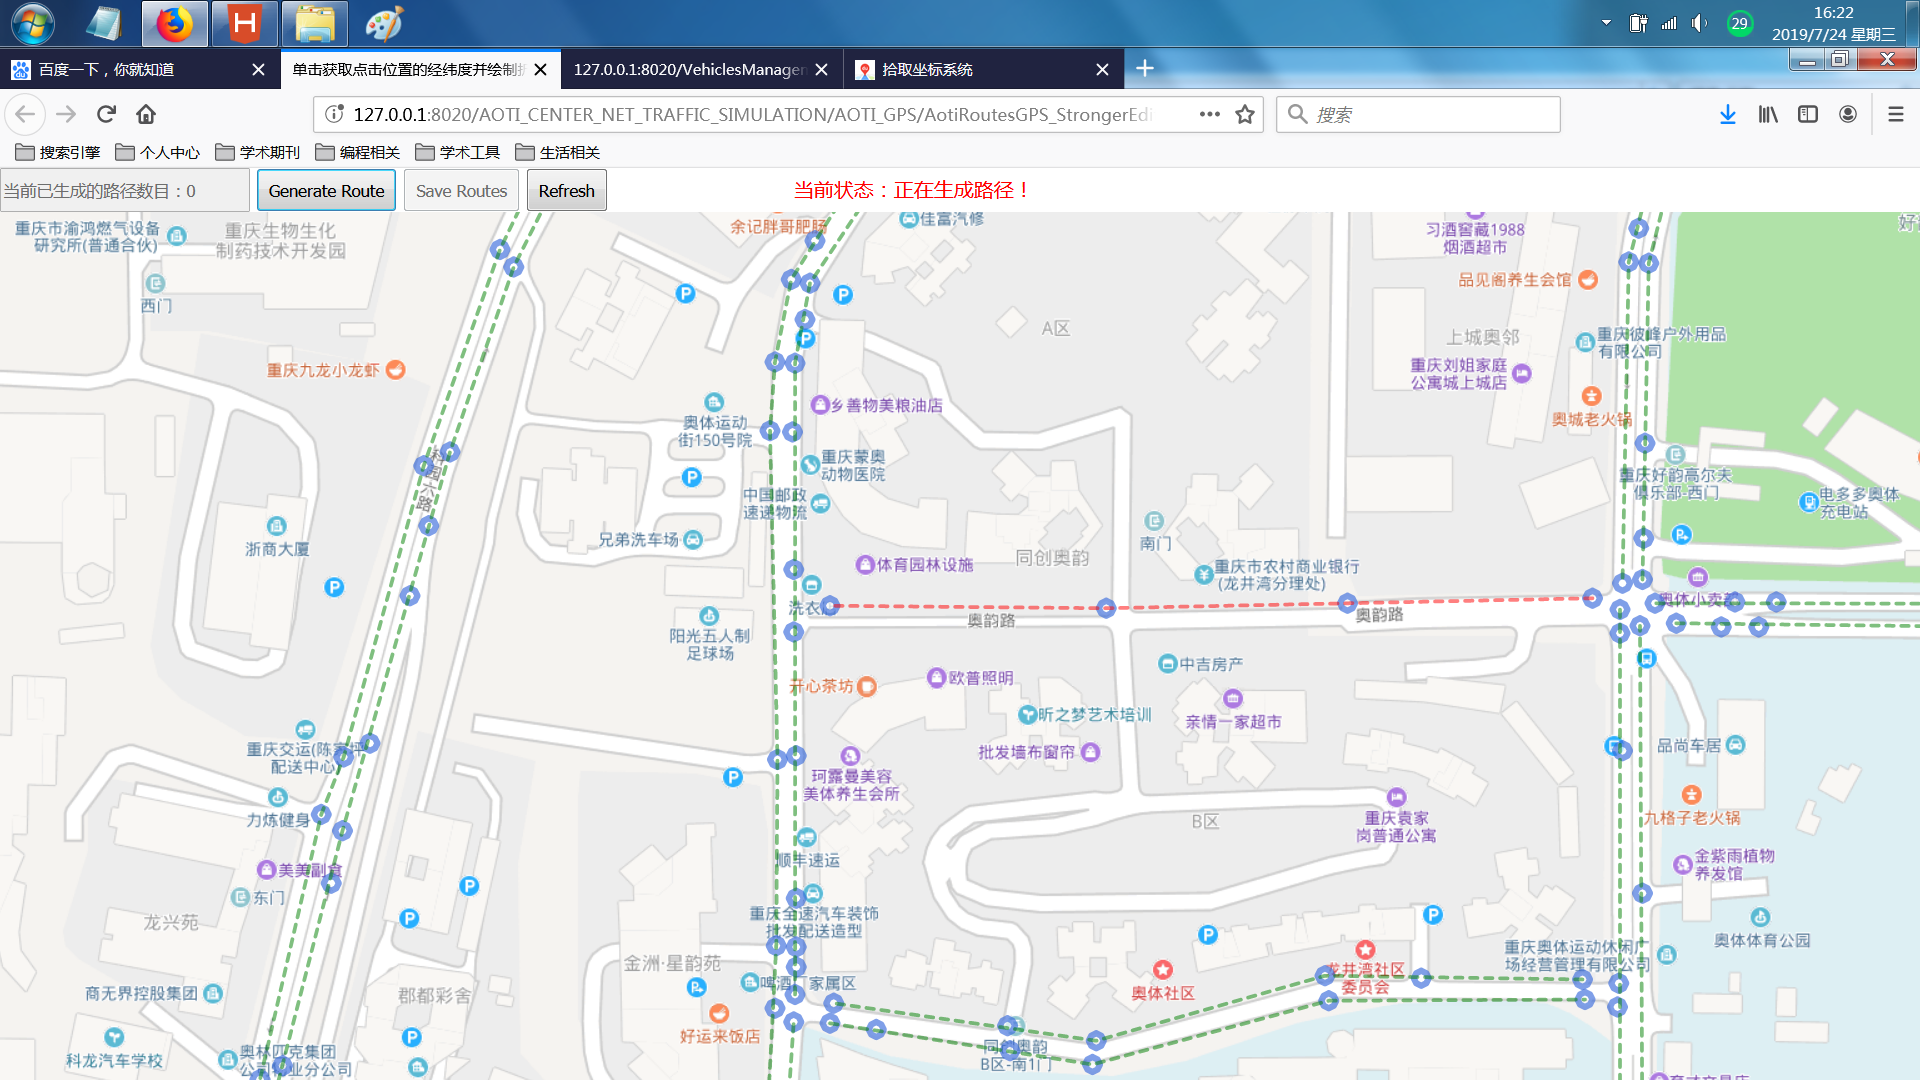 16:22
29
2019/7/24 星期三
百度一下，你就知道
单击获取点击位置的经纬度并绘制折
127.0.0.1:8020/VehiclesManager
拾取坐标系统
127.0.0.1:8020/AOTI_CENTER_NET_TRAFFIC_SIMULATION/AOTI_GPS/AotiRoutesGPS_StrongerEdi
搜索
搜索引擎
个人中心
学术期刊
编程相关
学术工具
生活相关
当前已生成的路径数目：0
Generate Route
Save Routes
Refresh
当前状态：正在生成路径！
重庆市渝鸿燃气设备
研究所(普通合伙)
重庆生物生化
制药技术开发园
余记胖哥肥肠
佳富汽修
习酒窖藏1988
烟酒超市
西门
品见阁养生会馆
A区
上城奥邻
重庆彼峰户外用品
有限公司
重庆九龙小龙虾
重庆刘姐家庭
公寓城上城店
乡善物美粮油店
奥体运动
街150号院
奥城老火锅
重庆蒙奥
动物医院
科园六路
重庆好韵高尔夫
俱乐部-西门
中国邮政
速递物流
电多多奥体
充电站
浙商大厦
兄弟洗车场
南门
同创奥韵
体育园林设施
重庆市农村商业银行
(龙井湾分理处)
奥体小卖部
奥韵路
奥韵路
阳光五人制
足球场
中吉房产
开心茶坊
欧普照明
昕之梦艺术培训
亲情一家超市
重庆交运(陈家坪
配送中心)
批发墙布窗帘
品尚车居
珂露曼美容
美体养生会所
力炼健身
B区
重庆袁家
岗普通公寓
九格子老火锅
顺丰速运
美美副食
金紫雨植物
养发馆
东门
龙兴苑
重庆全速汽车装饰
批发配送造型
奥体体育公园
重庆奥体运动休闲广
场经营管理有限公司
金洲·星韵苑
龙井湾社区
委员会
啤酒厂家属区
商无界控股集团
郡都彩舍
奥体社区
好运来饭店
科龙汽车学校
奥林匹克集团
同创奥韵
B区-南1门